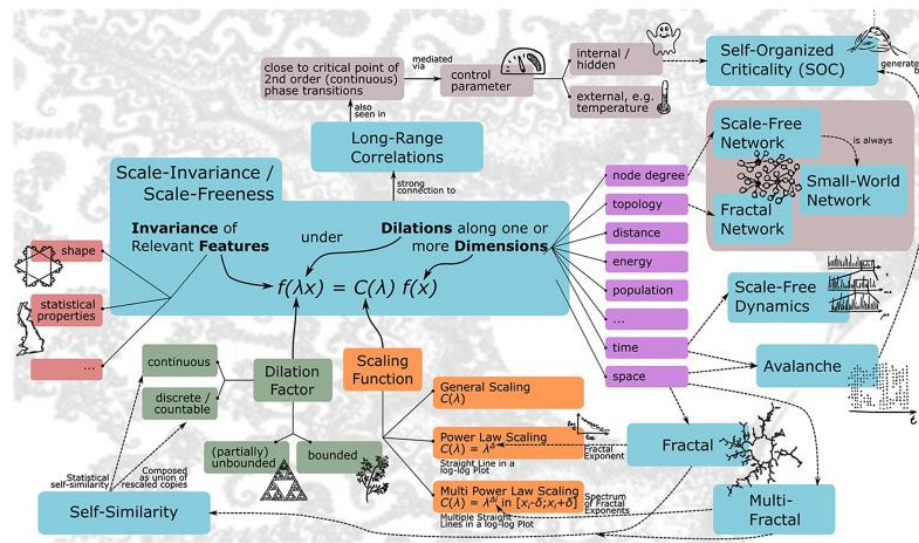 close to critical point of
2nd order (continuous)
phase transitions
mediated
via
control
parameter
internal /
hidden
external, e.g.
temperature
Self-Organized
Criticality (SOC)
also
seen in
Long-Range
Correlations
strong
connection to
Scale-Invariance /
Scale-Freeness
Invariance of
Relevant Features
under
Dilations along one or
more Dimensions
f(λx) = C(λ) f(x)
shape
statistical
properties
...
node degree
topology
distance
energy
population
...
time
space
Scale-Free
Network
is always
Small-World
Network
Fractal
Network
Scale-Free
Dynamics
Avalanche
continuous
discrete /
countable
Dilation
Factor
(partially)
unbounded
bounded
Scaling
Function
General Scaling
C(λ)
Power Law Scaling
C(λ) = λ^Δ
Straight Line in a
log-log Plot
Fractal
Exponent
Multi Power Law Scaling
C(λ) = λ^Δi in [xᵢ-δ;xᵢ+δ]
Multiple Straight
Lines in a log-log Plot
Spectrum
of Fractal
Exponents
Fractal
Multi-
Fractal
Statistical
self-similarity
Composed
as union of
rescaled copies
Self-Similarity